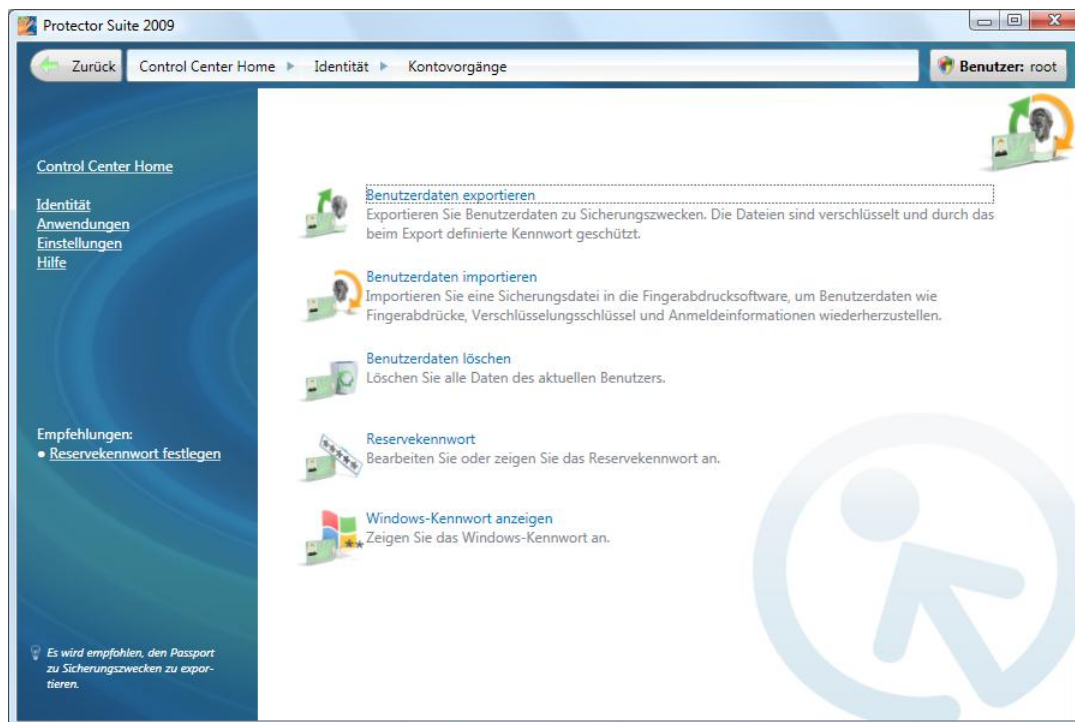 Protector Suite 2009
Zurück
Control Center Home
Identität
Kontovorgänge
Benutzer: root
Control Center Home
Identität
Anwendungen
Einstellungen
Hilfe
Empfehlungen:
• Reservekennwort festlegen
Es wird empfohlen, den Passport
zu Sicherungszwecken zu expor-
tieren.
Benutzerdaten exportieren
Exportieren Sie Benutzerdaten zu Sicherungszwecken. Die Dateien sind verschlüsselt und durch das
beim Export definierte Kennwort geschützt.
Benutzerdaten importieren
Importieren Sie eine Sicherungsdatei in die Fingerabdrucksoftware, um Benutzerdaten wie
Fingerabdrücke, Verschlüsselungsschlüssel und Anmeldeinformationen wiederherzustellen.
Benutzerdaten löschen
Löschen Sie alle Daten des aktuellen Benutzers.
Reservekennwort
Bearbeiten Sie oder zeigen Sie das Reservekennwort an.
Windows-Kennwort anzeigen
Zeigen Sie das Windows-Kennwort an.